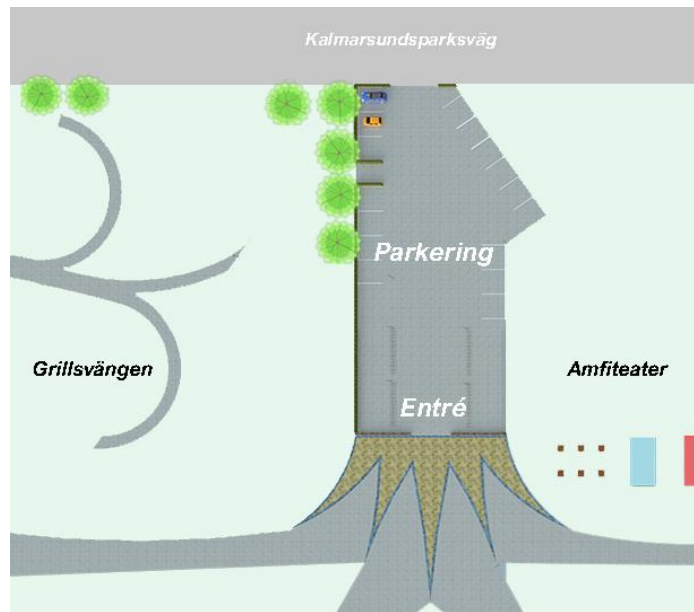 Kalmarsundsparksväg
Parkering
Grillsvängen
Amfiteater
Entré